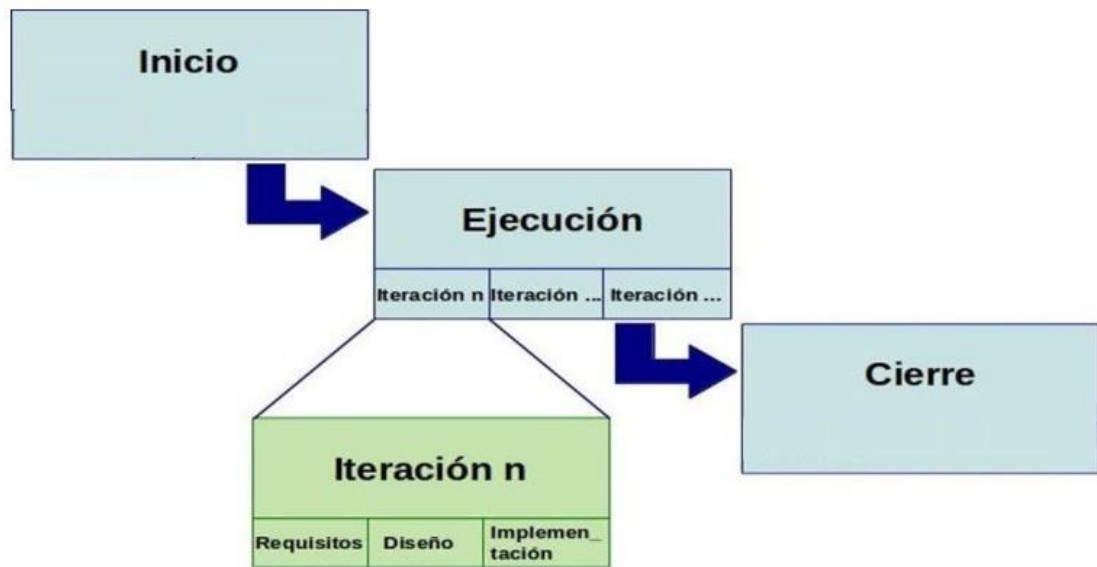 Inicio
Ejecución
Iteración n
Iteración ...
Iteración ...
Cierre
Iteración n
Requisitos
Diseño
Implemen_
tación